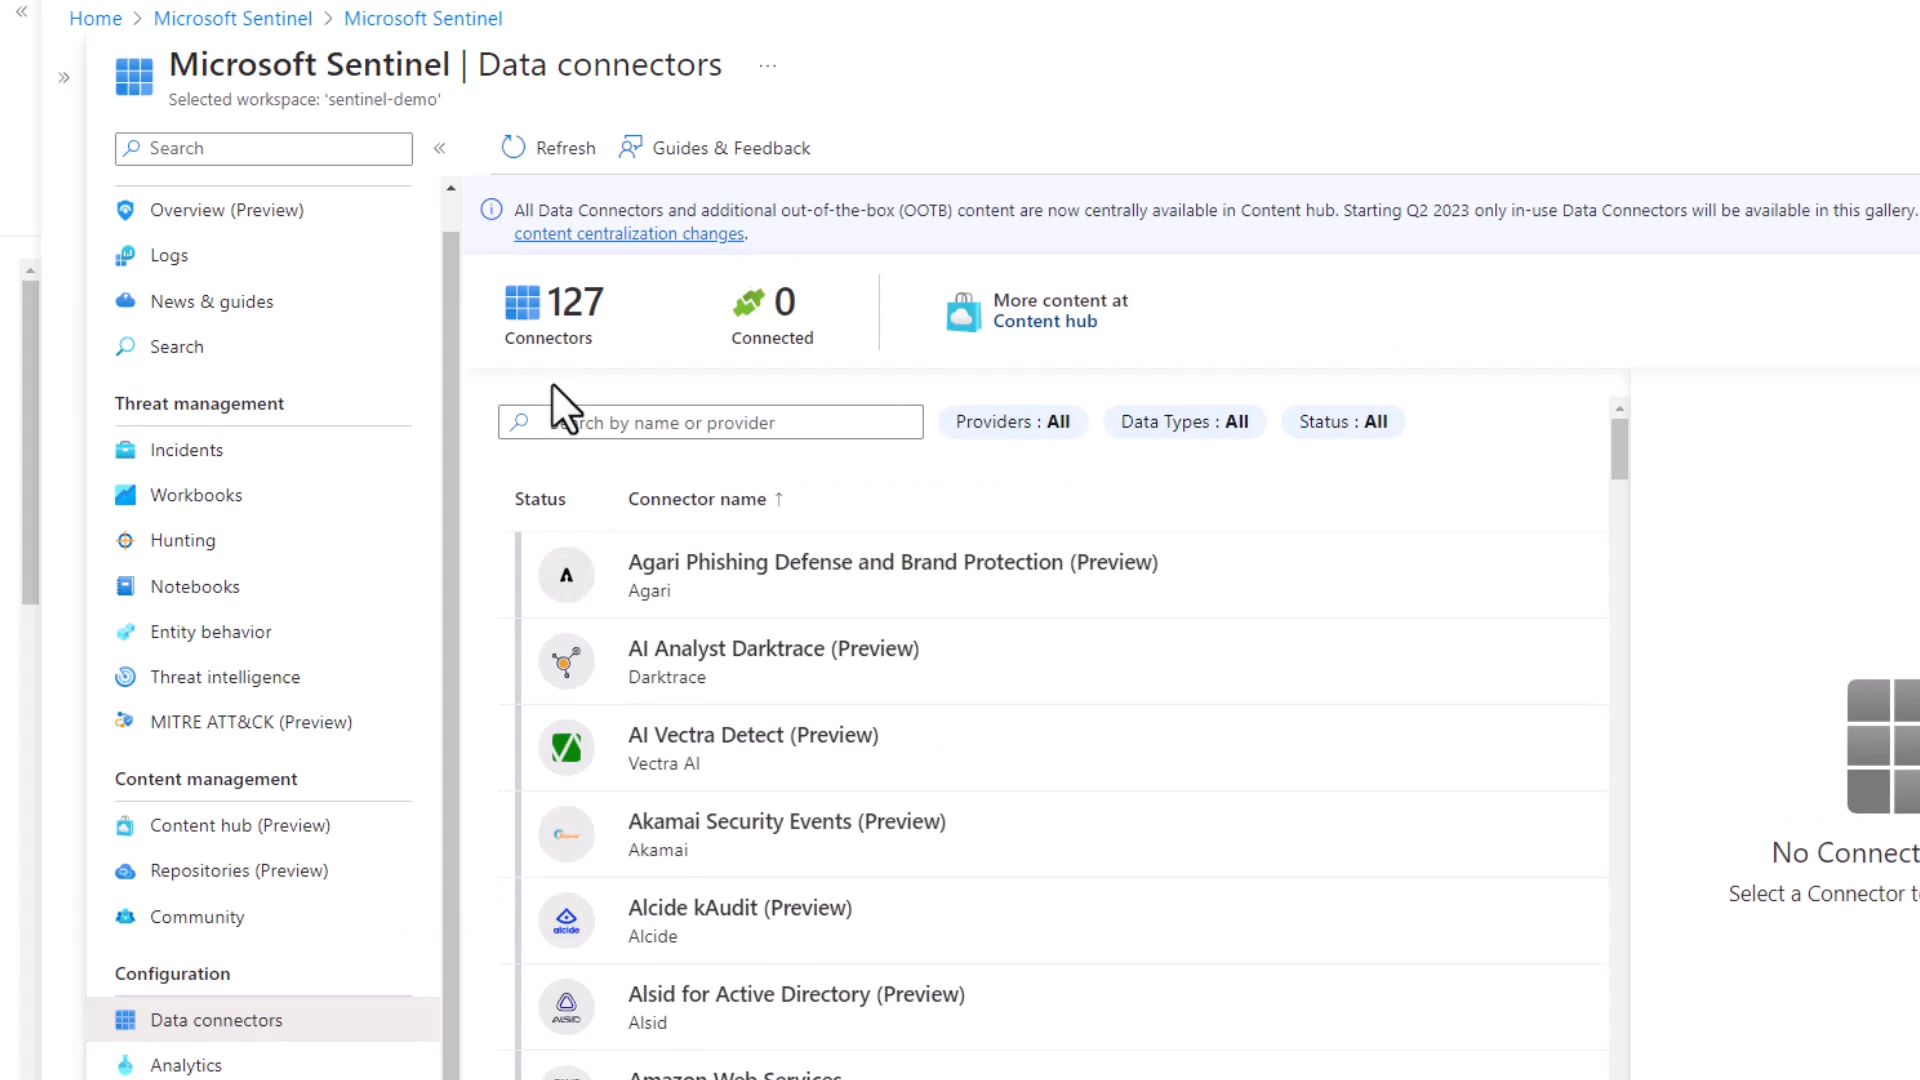 Home > Microsoft Sentinel > Microsoft Sentinel
Microsoft Sentinel | Data connectors ...
Selected workspace: 'sentinel-demo'
Search
Refresh
Guides & Feedback
All Data Connectors and additional out-of-the-box (OOTB) content are now centrally available in Content hub. Starting Q2 2023 only in-use Data Connectors will be available in this gallery.
content centralization changes.
Overview (Preview)
Logs
News & guides
Search
Threat management
Incidents
Workbooks
Hunting
Notebooks
Entity behavior
Threat intelligence
MITRE ATT&CK (Preview)
Content management
Content hub (Preview)
Repositories (Preview)
Community
Configuration
Data connectors
Analytics
127
Connectors
0
Connected
More content at
Content hub
by name or provider
Providers : All
Data Types : All
Status : All
Status
Connector name ↑
Agari Phishing Defense and Brand Protection (Preview)
Agari
AI Analyst Darktrace (Preview)
Darktrace
AI Vectra Detect (Preview)
Vectra AI
Akamai Security Events (Preview)
Akamai
alcide
Alcide kAudit (Preview)
Alcide
ALSID
Alsid for Active Directory (Preview)
Alsid
Amazon Web Services
No Connect
Select a Connector t